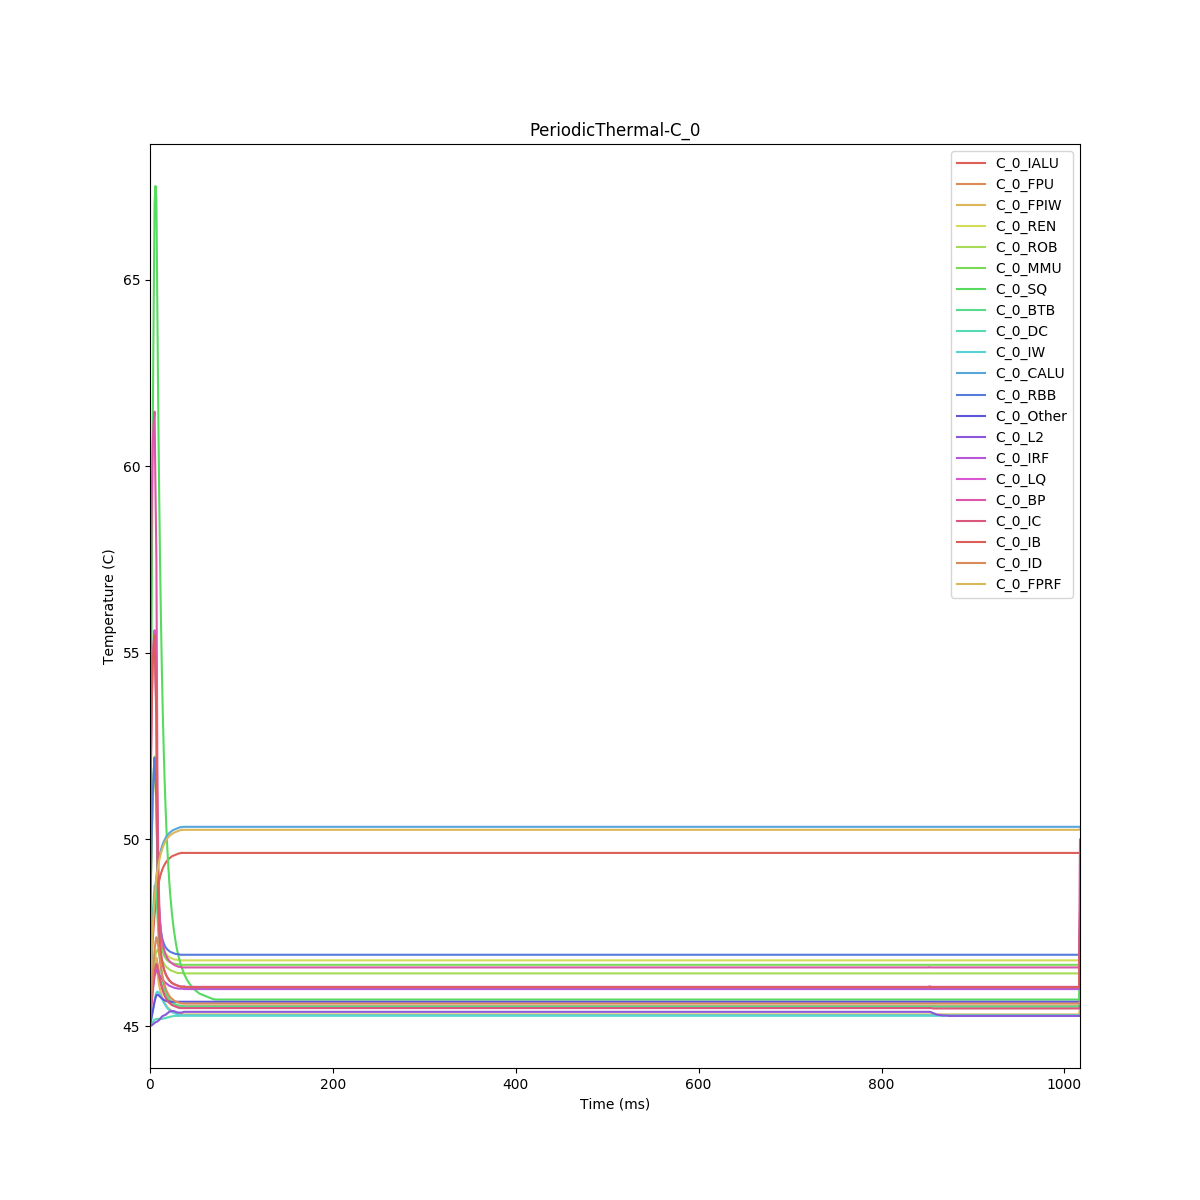 PeriodicThermal-C_0
C_0_IALU
C_0_FPU
C_0_FPIW
C_0_REN
C_0_ROB
C_0_MMU
C_0_SQ
C_0_BTB
C_0_DC
C_0_IW
C_0_CALU
C_0_RBB
C_0_Other
C_0_L2
C_0_IRF
C_0_LQ
C_0_BP
C_0_IC
C_0_IB
C_0_ID
C_0_FPRF
65
60
55
50
45
Temperature (C)
0 200 400 600 800 1000
Time (ms)